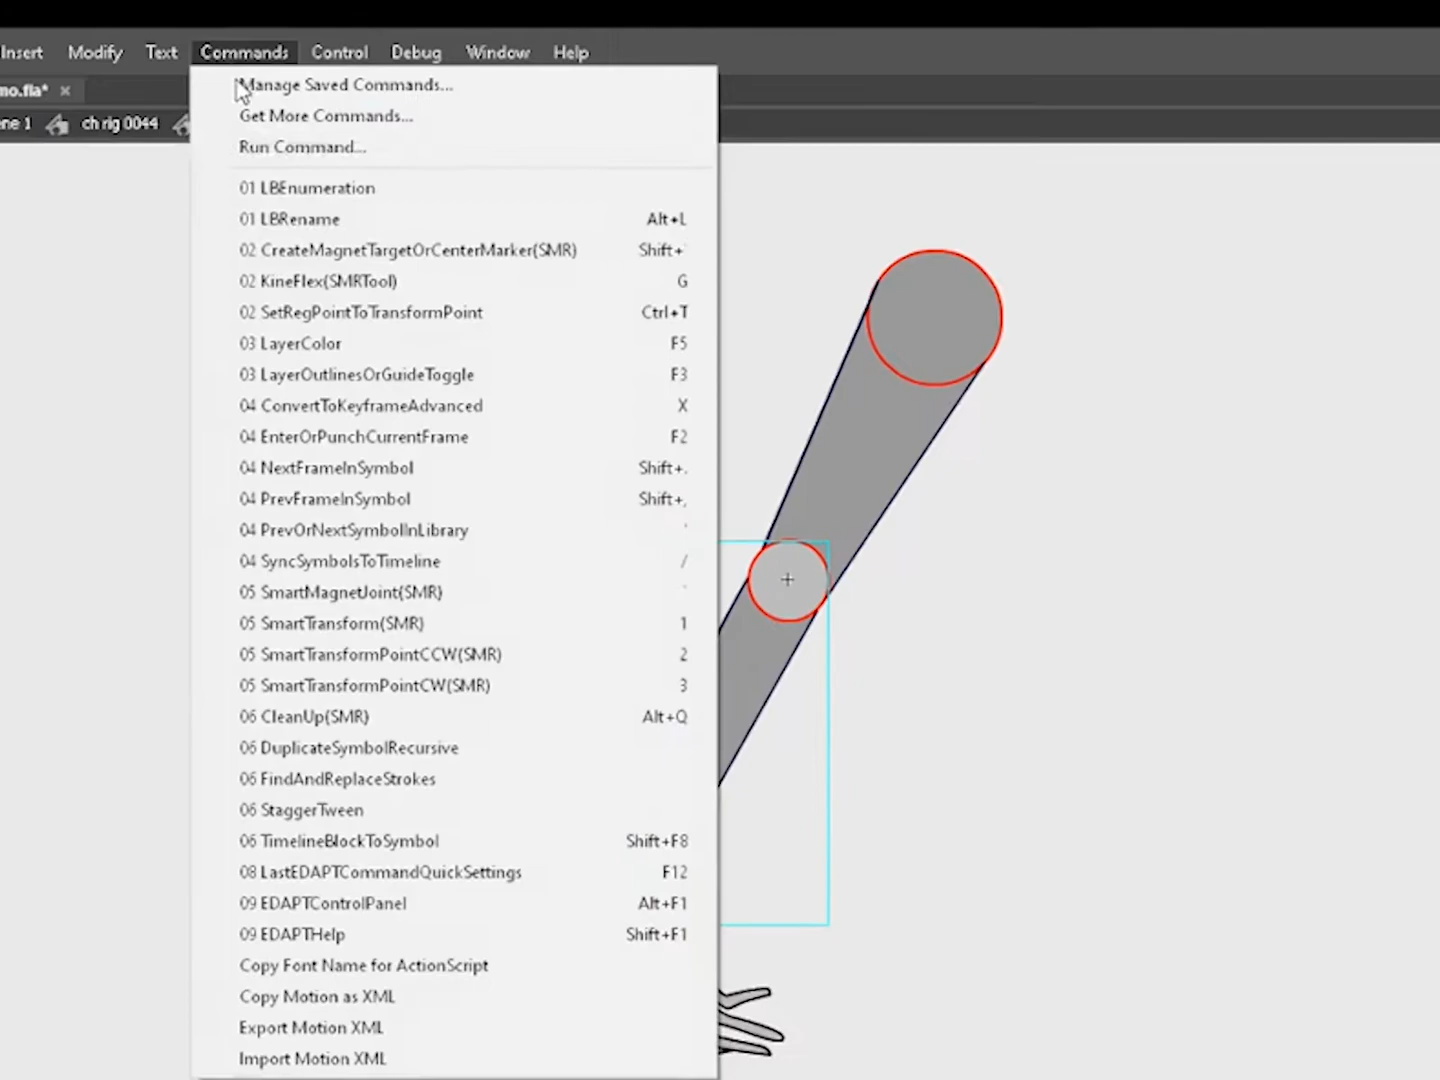 Insert Modify Text Commands Control Debug Window Help
mo.fla* ×
ne 1 ch rig 0044
Manage Saved Commands...
Get More Commands...
Run Command...
01 LBEnumeration
01 LBRename Alt+L
02 CreateMagnetTargetOrCenterMarker(SMR) Shift+`
02 KineFlex(SMRTool) G
02 SetRegPointToTransformPoint Ctrl+T
03 LayerColor F5
03 LayerOutlinesOrGuideToggle F3
04 ConvertToKeyframeAdvanced X
04 EnterOrPunchCurrentFrame F2
04 NextFrameInSymbol Shift+.
04 PrevFrameInSymbol Shift+,
04 PrevOrNextSymbolInLibrary
04 SyncSymbolsToTimeline /
05 SmartMagnetJoint(SMR) `
05 SmartTransform(SMR) 1
05 SmartTransformPointCCW(SMR) 2
05 SmartTransformPointCW(SMR) 3
06 CleanUp(SMR) Alt+Q
06 DuplicateSymbolRecursive
06 FindAndReplaceStrokes
06 StaggerTween
06 TimelineBlockToSymbol Shift+F8
08 LastEDAPTCommandQuickSettings F12
09 EDAPTControlPanel Alt+F1
09 EDAPTHelp Shift+F1
Copy Font Name for ActionScript
Copy Motion as XML
Export Motion XML
Import Motion XML